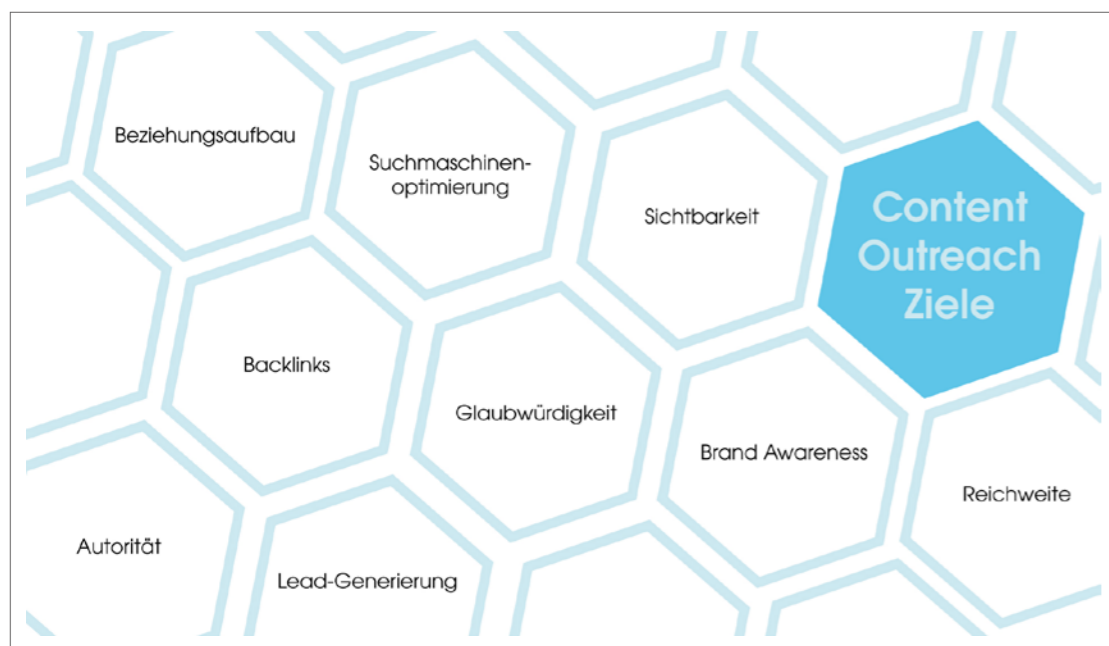 Beziehungsaufbau
Suchmaschinen-
optimierung
Sichtbarkeit
Content
Outreach
Ziele
Backlinks
Glaubwürdigkeit
Brand Awareness
Reichweite
Autorität
Lead-Generierung